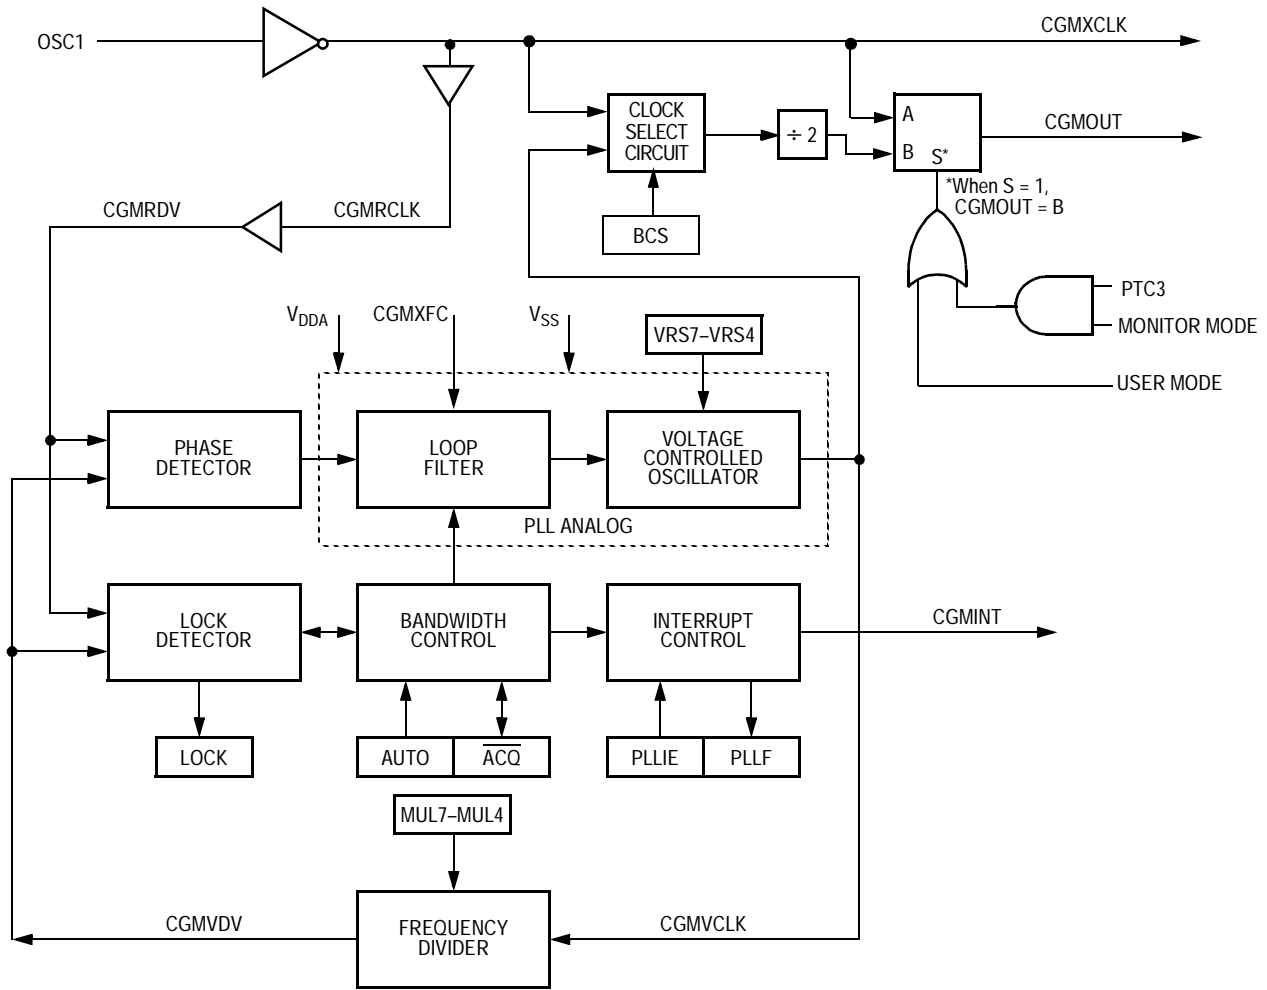 OSC1
CGMXCLK
CLOCK
SELECT
CIRCUIT
÷ 2
A
B
S*
CGMOUT
*When S = 1,
CGMOUT = B
BCS
CGMRDV
CGMRCLK
PTC3
MONITOR MODE
USER MODE
VDDA
CGMXFC
VSS
VRS7–VRS4
PHASE
DETECTOR
LOOP
FILTER
VOLTAGE
CONTROLLED
OSCILLATOR
PLL ANALOG
LOCK
DETECTOR
BANDWIDTH
CONTROL
INTERRUPT
CONTROL
CGMINT
LOCK
AUTO
ACQ
PLLIE
PLLF
MUL7–MUL4
CGMVDV
FREQUENCY
DIVIDER
CGMVCLK